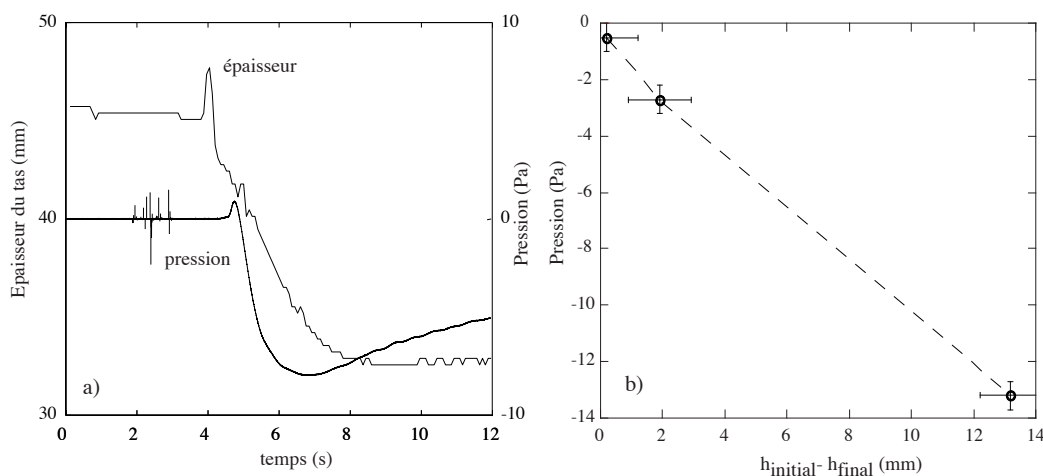 50
40
30
Epaisseur du tas (mm)
10
0
-10
Pression (Pa)
épaisseur
pression
a)
0 2 4 6 8 10 12
temps (s)
0
-2
-4
-6
-8
-10
-12
-14
Pression (Pa)
b)
0 2 4 6 8 10 12 14
hinitial- hfinal (mm)